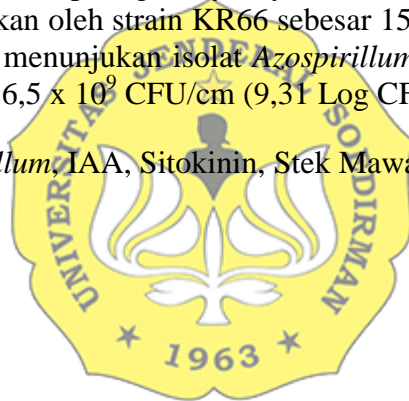 kan oleh strain KR66 sebesar 15
menunjukan isolat Azospirillum
6,5 x 10⁹ CFU/cm (9,31 Log CF
llum, IAA, Sitokinin, Stek Mawa
UNIVERSITAS JENDERAL SOEDIRMAN
★ 1963 ★